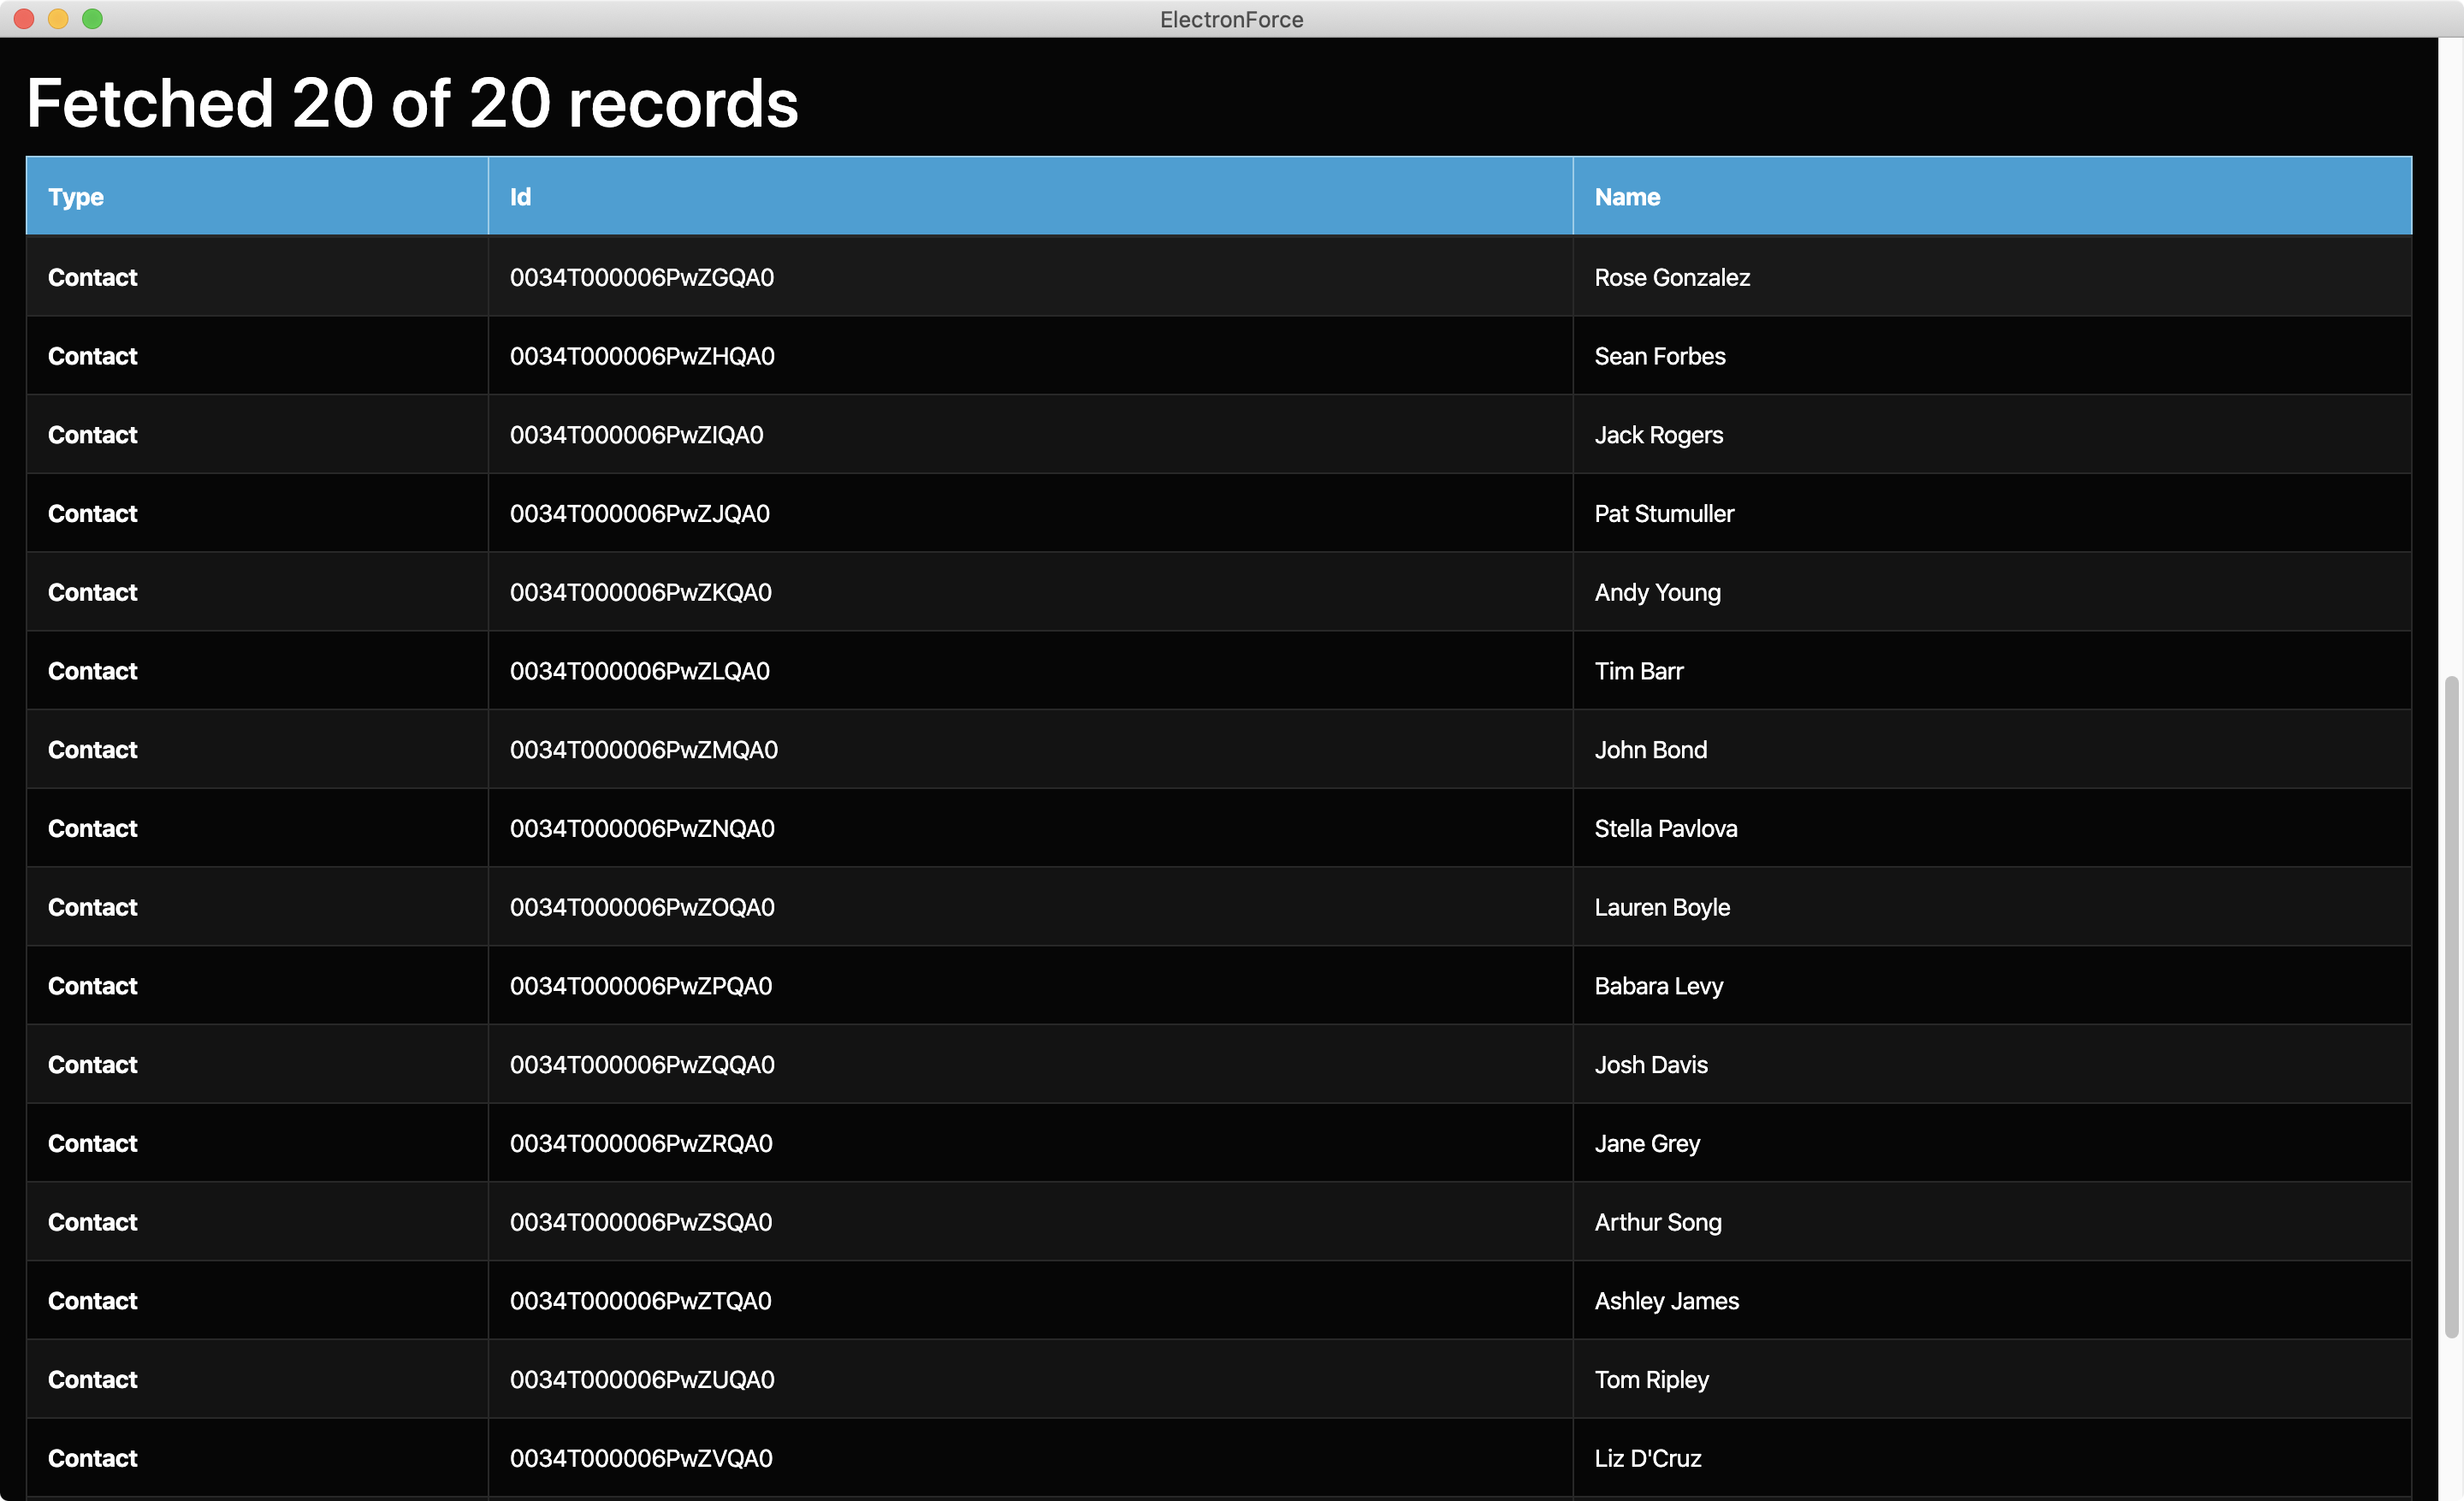 ElectronForce
Fetched 20 of 20 records
Type Id Name
Contact 0034T000006PwZGQA0 Rose Gonzalez
Contact 0034T000006PwZHQA0 Sean Forbes
Contact 0034T000006PwZIQA0 Jack Rogers
Contact 0034T000006PwZJQA0 Pat Stumuller
Contact 0034T000006PwZKQA0 Andy Young
Contact 0034T000006PwZLQA0 Tim Barr
Contact 0034T000006PwZMQA0 John Bond
Contact 0034T000006PwZNQA0 Stella Pavlova
Contact 0034T000006PwZOQA0 Lauren Boyle
Contact 0034T000006PwZPQA0 Babara Levy
Contact 0034T000006PwZQQA0 Josh Davis
Contact 0034T000006PwZRQA0 Jane Grey
Contact 0034T000006PwZSQA0 Arthur Song
Contact 0034T000006PwZTQA0 Ashley James
Contact 0034T000006PwZUQA0 Tom Ripley
Contact 0034T000006PwZVQA0 Liz D'Cruz